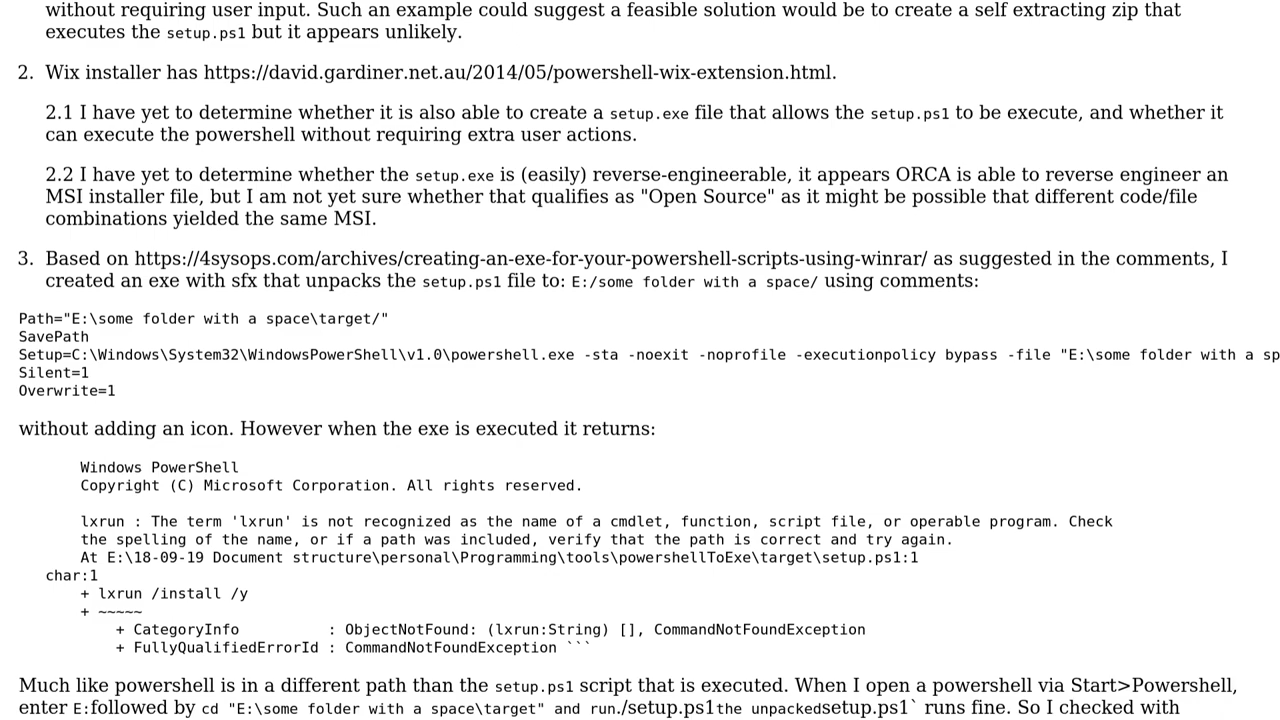 without requiring user input. Such an example could suggest a feasible solution would be to create a self extracting zip that
executes the setup.ps1 but it appears unlikely.
2. Wix installer has https://david.gardiner.net.au/2014/05/powershell-wix-extension.html.
2.1 I have yet to determine whether it is also able to create a setup.exe file that allows the setup.ps1 to be execute, and whether it
can execute the powershell without requiring extra user actions.
2.2 I have yet to determine whether the setup.exe is (easily) reverse-engineerable, it appears ORCA is able to reverse engineer an
MSI installer file, but I am not yet sure whether that qualifies as "Open Source" as it might be possible that different code/file
combinations yielded the same MSI.
3. Based on https://4sysops.com/archives/creating-an-exe-for-your-powershell-scripts-using-winrar/ as suggested in the comments, I
created an exe with sfx that unpacks the setup.ps1 file to: E:/some folder with a space/ using comments:
Path="E:\some folder with a space\target/"
SavePath
Setup=C:\Windows\System32\WindowsPowerShell\v1.0\powershell.exe -sta -noexit -noprofile -executionpolicy bypass -file "E:\some folder with a sp
Silent=1
Overwrite=1
without adding an icon. However when the exe is executed it returns:
Windows PowerShell
Copyright (C) Microsoft Corporation. All rights reserved.
lxrun : The term 'lxrun' is not recognized as the name of a cmdlet, function, script file, or operable program. Check
the spelling of the name, or if a path was included, verify that the path is correct and try again.
At E:\18-09-19 Document structure\personal\Programming\tools\powershellToExe\target\setup.ps1:1
char:1
+ lxrun /install /y
+ ~~~~~
+ CategoryInfo : ObjectNotFound: (lxrun:String) [], CommandNotFoundException
+ FullyQualifiedErrorId : CommandNotFoundException ```
Much like powershell is in a different path than the setup.ps1 script that is executed. When I open a powershell via Start>Powershell,
enter E:followed by cd "E:\some folder with a space\target" and run./setup.ps1the unpackedsetup.ps1` runs fine. So I checked with